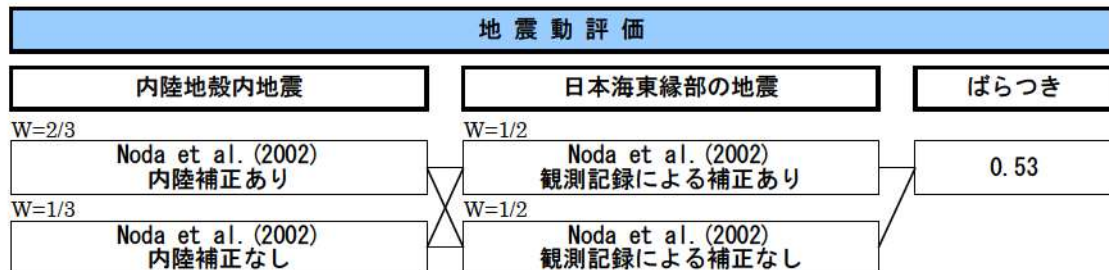 地震動評価
内陸地殻内地震
日本海東縁部の地震
ばらつき
W=2/3
Noda et al.(2002)
内陸補正あり
W=1/2
Noda et al.(2002)
観測記録による補正あり
0.53
W=1/3
Noda et al.(2002)
内陸補正なし
W=1/2
Noda et al.(2002)
観測記録による補正なし